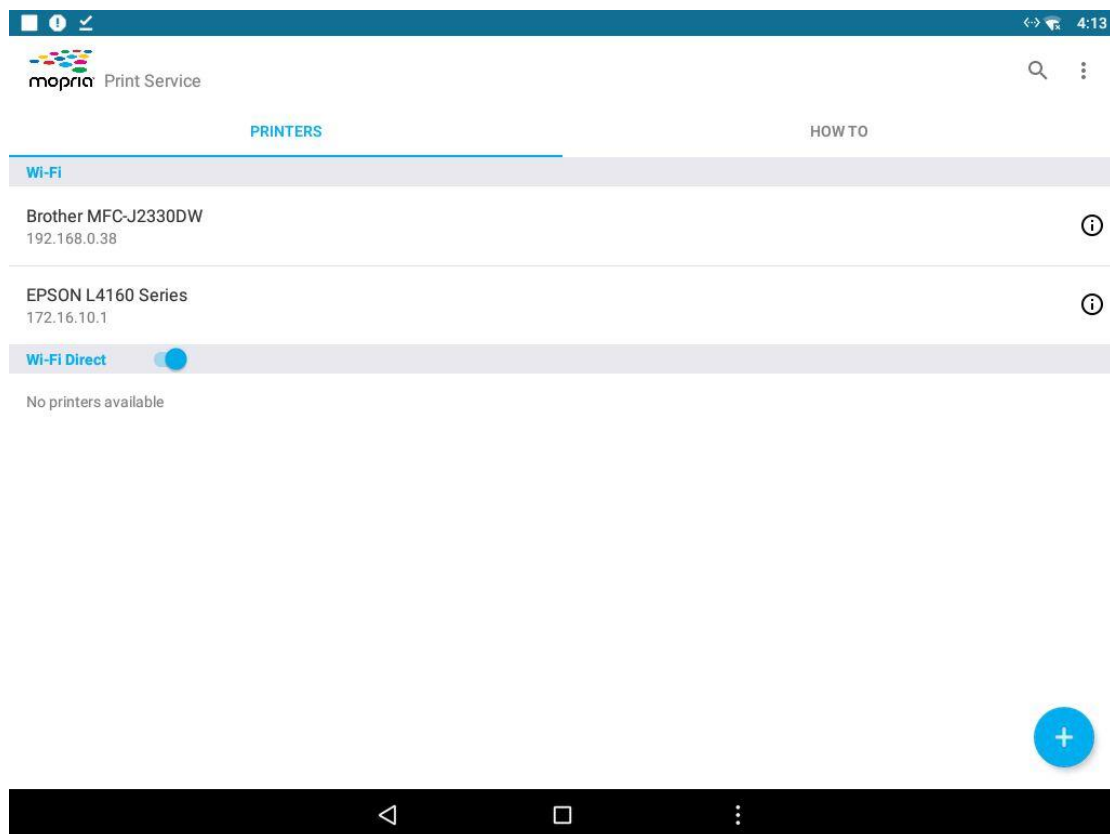 4:13
mopria Print Service
PRINTERS
HOW TO
Wi-Fi
Brother MFC-J2330DW
192.168.0.38
EPSON L4160 Series
172.16.10.1
Wi-Fi Direct
No printers available